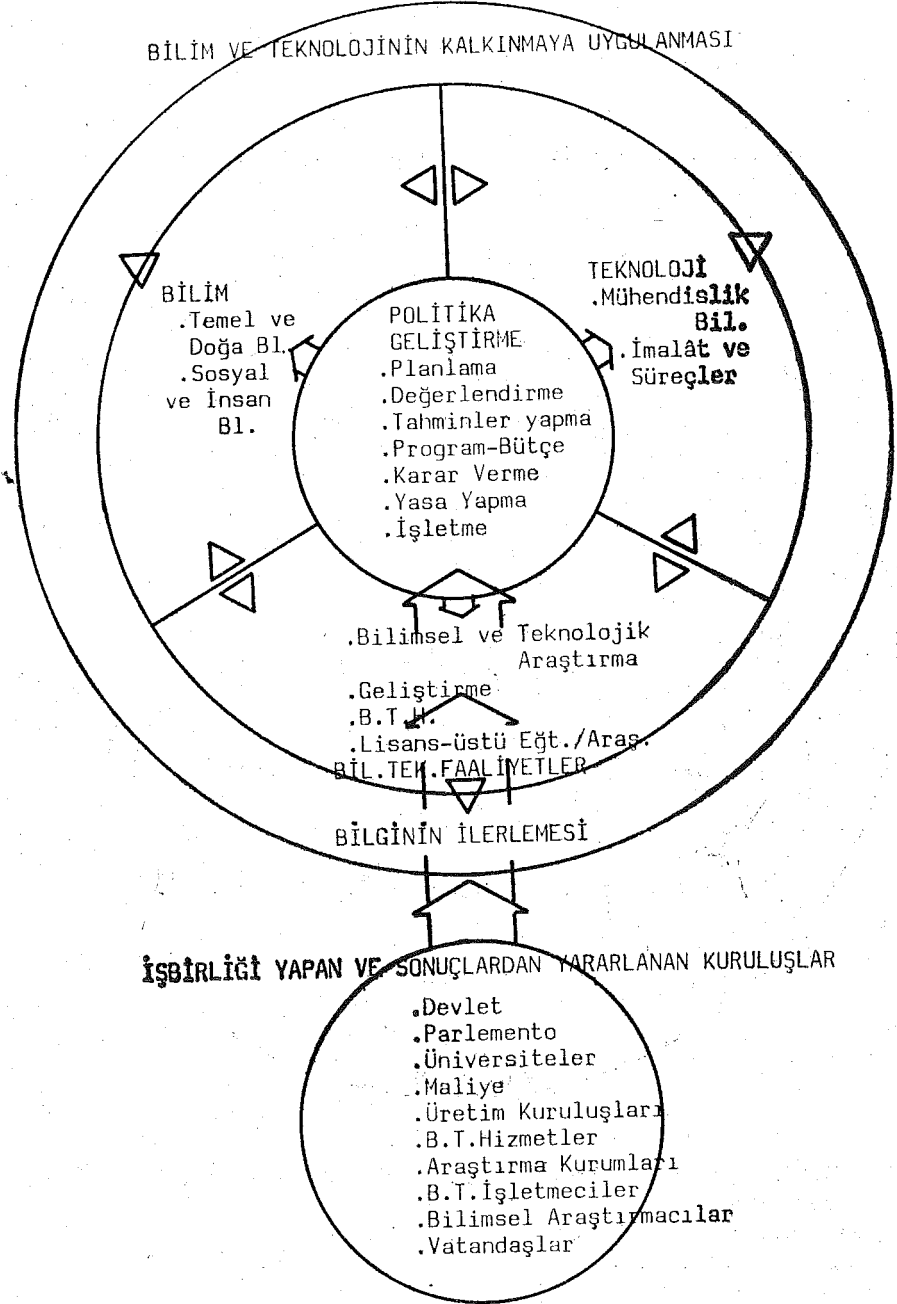 BİLİM VE TEKNOLOJİNİN KALKINMAYA UYGULANMASI
BİLİM
.Temel ve
Doğa Bl.
.Sosyal
ve İnsan
Bl.
POLİTİKA
GELİŞTİRME
.Planlama
.Değerlendirme
.Tahminler yapma
.Program-Bütçe
.Karar Verme
.Yasa Yapma
.İşletme
TEKNOLOJİ
.Mühendislik
Bil.
.İmalât ve
Süreçler
.Bilimsel ve Teknolojik
Araştırma
.Geliştirme
.B.T.H.
.Lisans-üstü Eğt./Araş.
BİL.TEK.FAALİYETLER
BİLGİNİN İLERLEMESİ
İŞBİRLİĞİ YAPAN VE SONUÇLARDAN YARARLANAN KURULUŞLAR
.Devlet
.Parlemento
.Üniversiteler
.Maliye
.Üretim Kuruluşları
.B.T.Hizmetler
.Araştırma Kurumları
.B.T.İşletmeciler
.Bilimsel Araştırmacılar
.Vatandaşlar